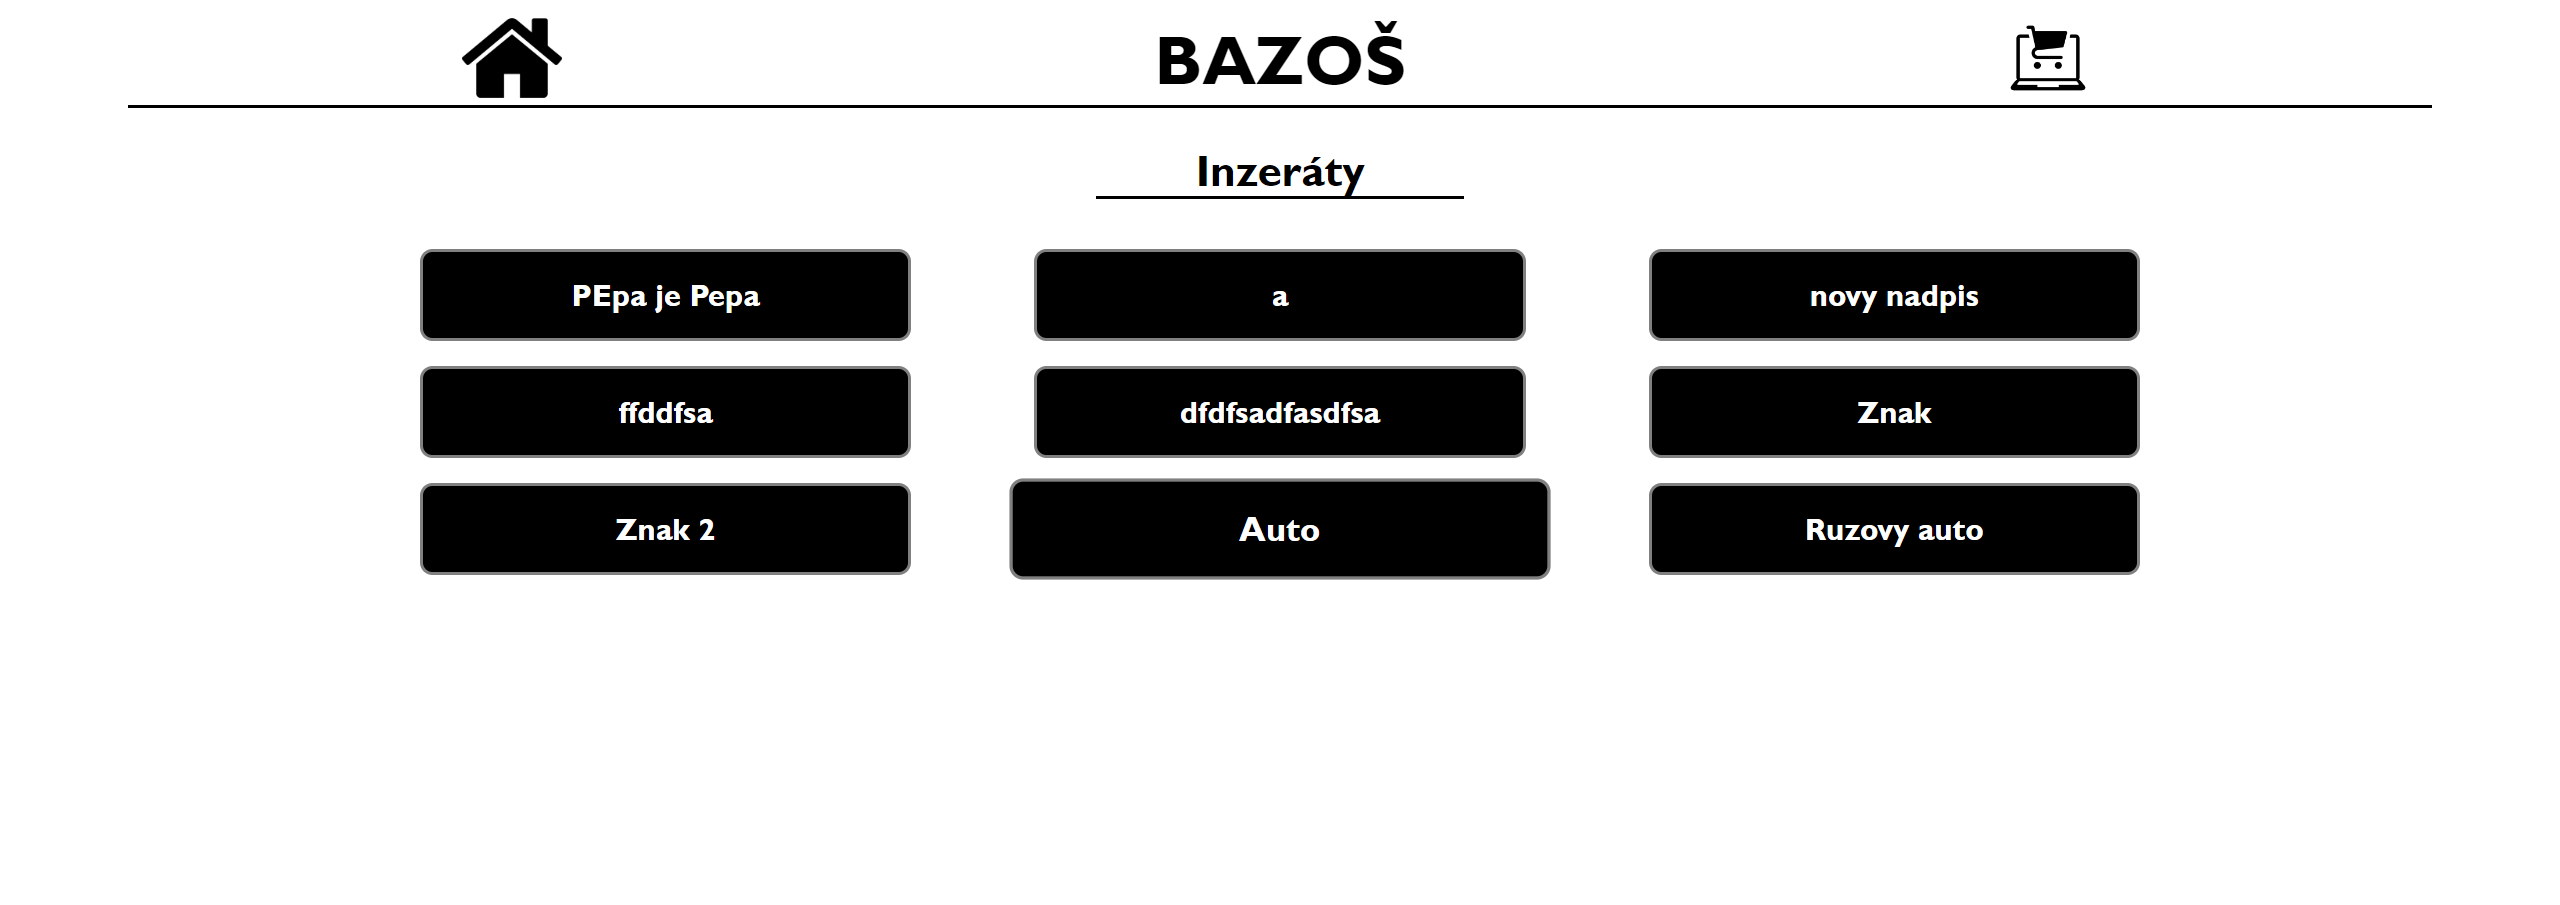 BAZOŠ
Inzeráty
PEpa je Pepa
a
novy nadpis
ffddfsa
dfdfsadfasdfsa
Znak
Znak 2
Auto
Ruzovy auto